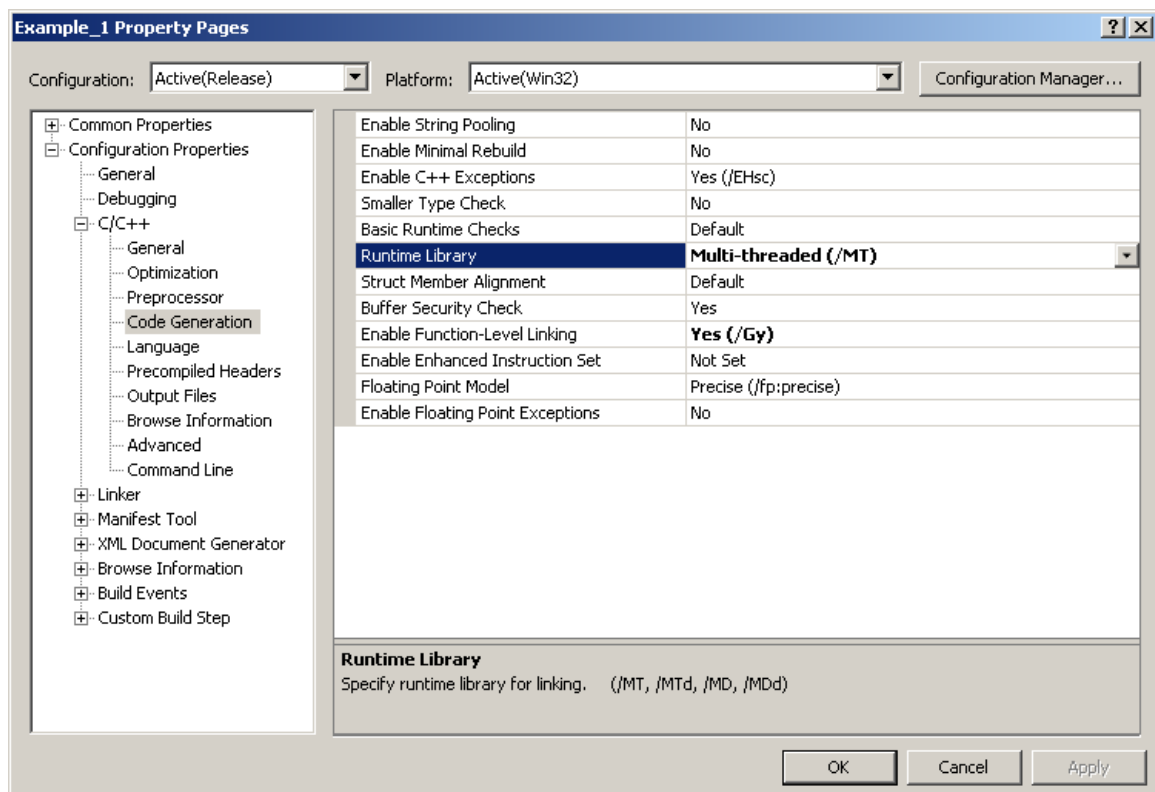 Example_1 Property Pages
Configuration: Active(Release) Platform: Active(Win32) Configuration Manager...
Common Properties
Configuration Properties
General
Debugging
C/C++
General
Optimization
Preprocessor
Code Generation
Language
Precompiled Headers
Output Files
Browse Information
Advanced
Command Line
Linker
Manifest Tool
XML Document Generator
Browse Information
Build Events
Custom Build Step
Enable String Pooling No
Enable Minimal Rebuild No
Enable C++ Exceptions Yes (/EHsc)
Smaller Type Check No
Basic Runtime Checks Default
Runtime Library Multi-threaded (/MT)
Struct Member Alignment Default
Buffer Security Check Yes
Enable Function-Level Linking Yes (/Gy)
Enable Enhanced Instruction Set Not Set
Floating Point Model Precise (/fp:precise)
Enable Floating Point Exceptions No
Runtime Library
Specify runtime library for linking. (/MT, /MTd, /MD, /MDd)
OK Cancel Apply